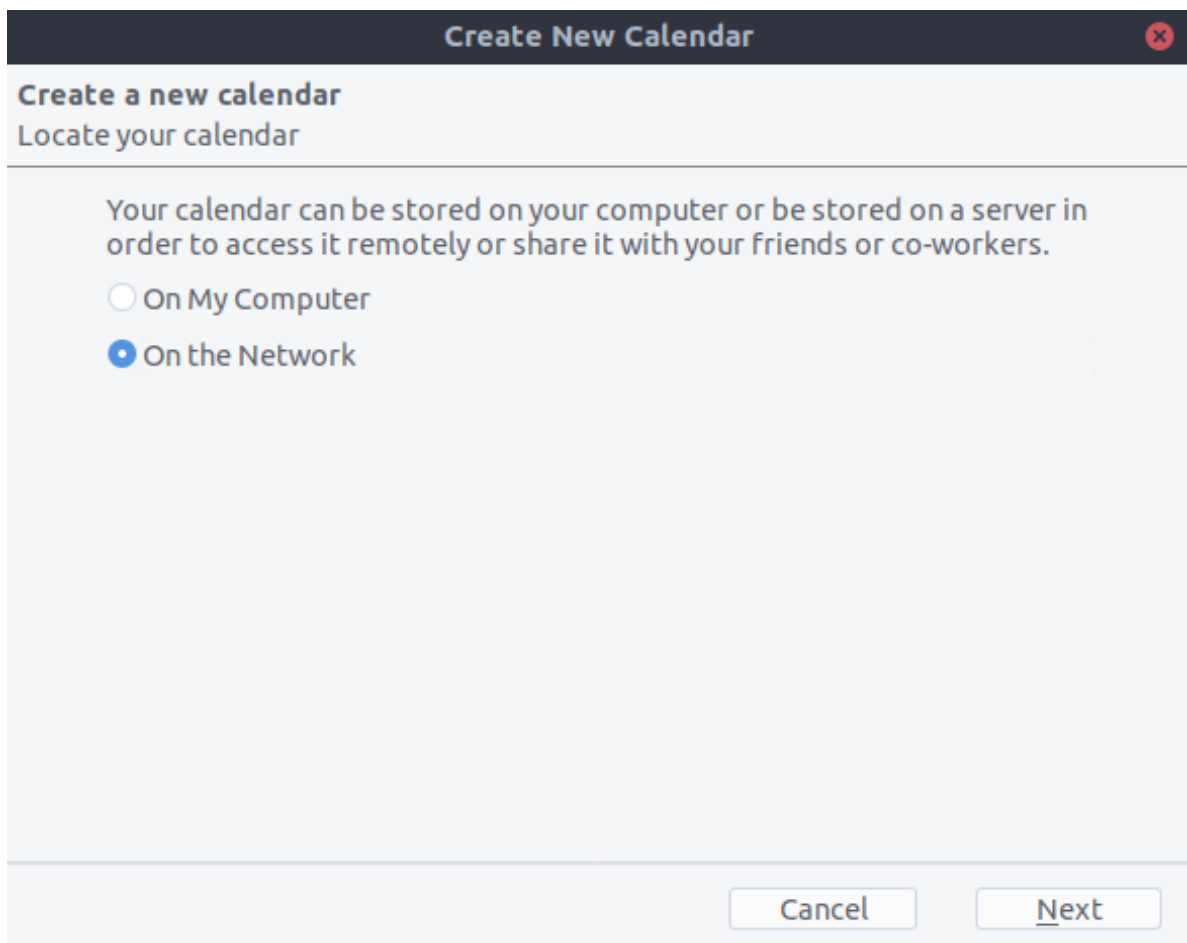 Create New Calendar
Create a new calendar
Locate your calendar
Your calendar can be stored on your computer or be stored on a server in
order to access it remotely or share it with your friends or co-workers.
On My Computer
On the Network
Cancel
Next